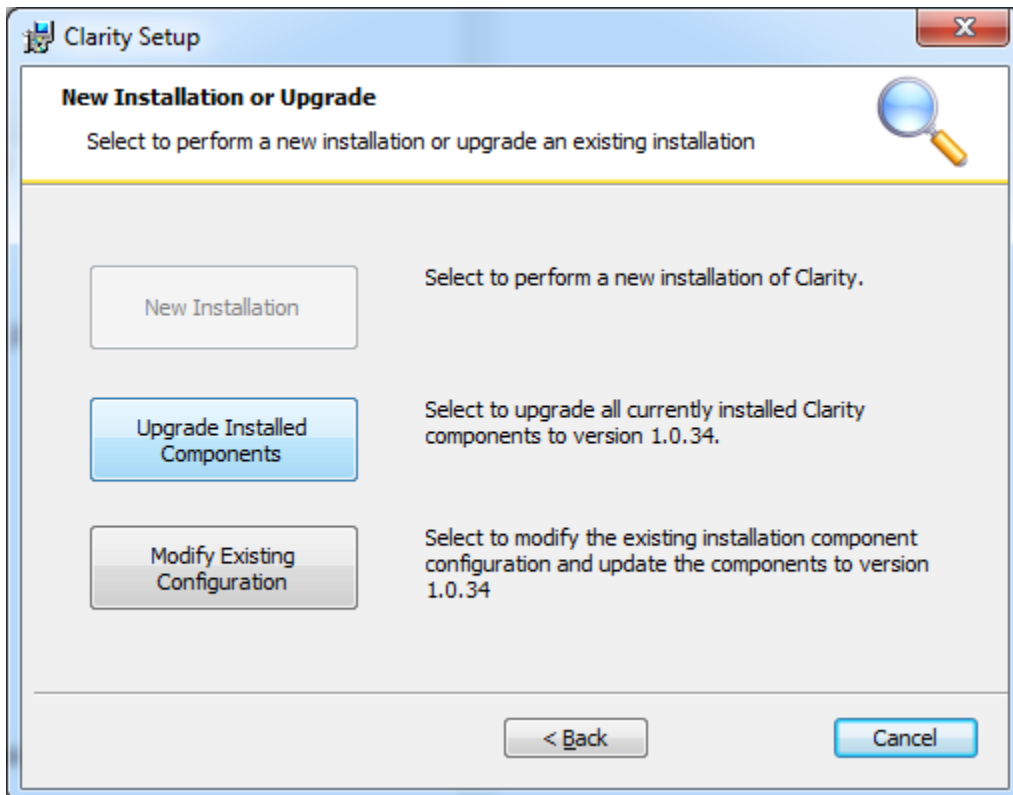 Clarity Setup
New Installation or Upgrade
Select to perform a new installation or upgrade an existing installation
New Installation
Select to perform a new installation of Clarity.
Upgrade Installed
Components
Select to upgrade all currently installed Clarity
components to version 1.0.34.
Modify Existing
Configuration
Select to modify the existing installation component
configuration and update the components to version
1.0.34
< Back
Cancel